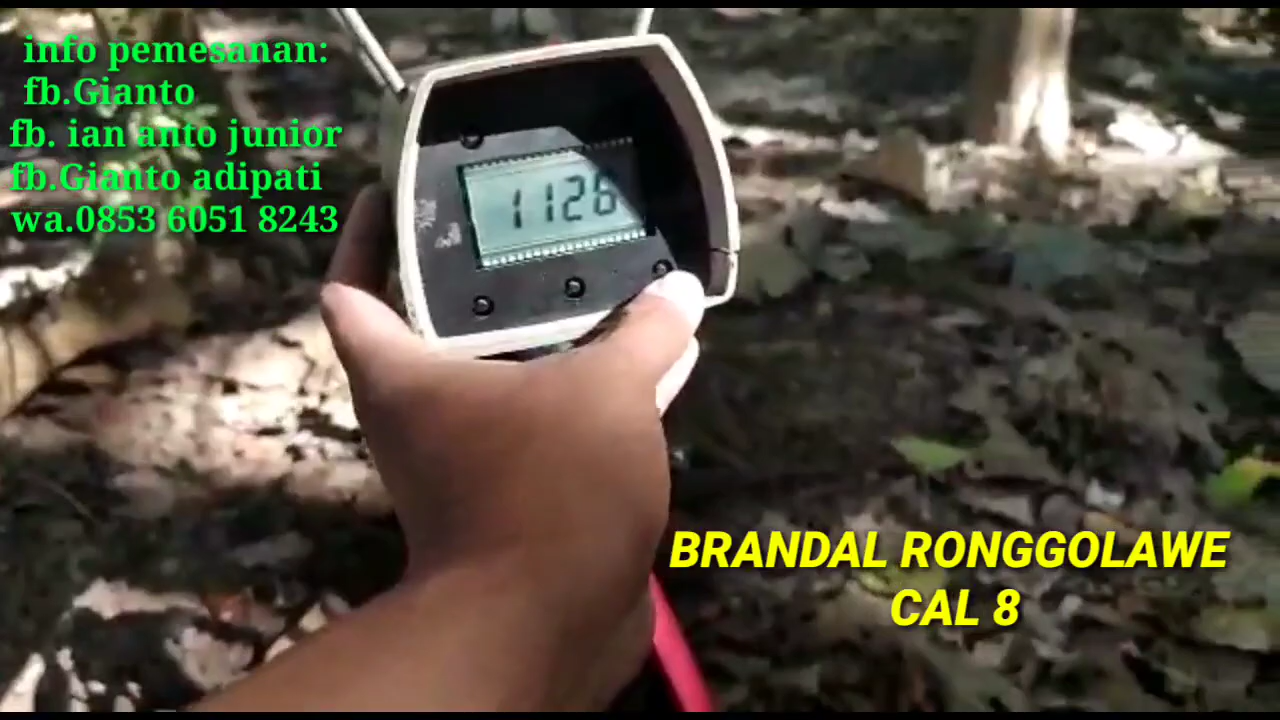 info pemesanan:
fb.Gianto
fb. ian anto junior
fb.Gianto adipati
wa.0853 6051 8243
1126
BRANDAL RONGGOLAWE
CAL 8